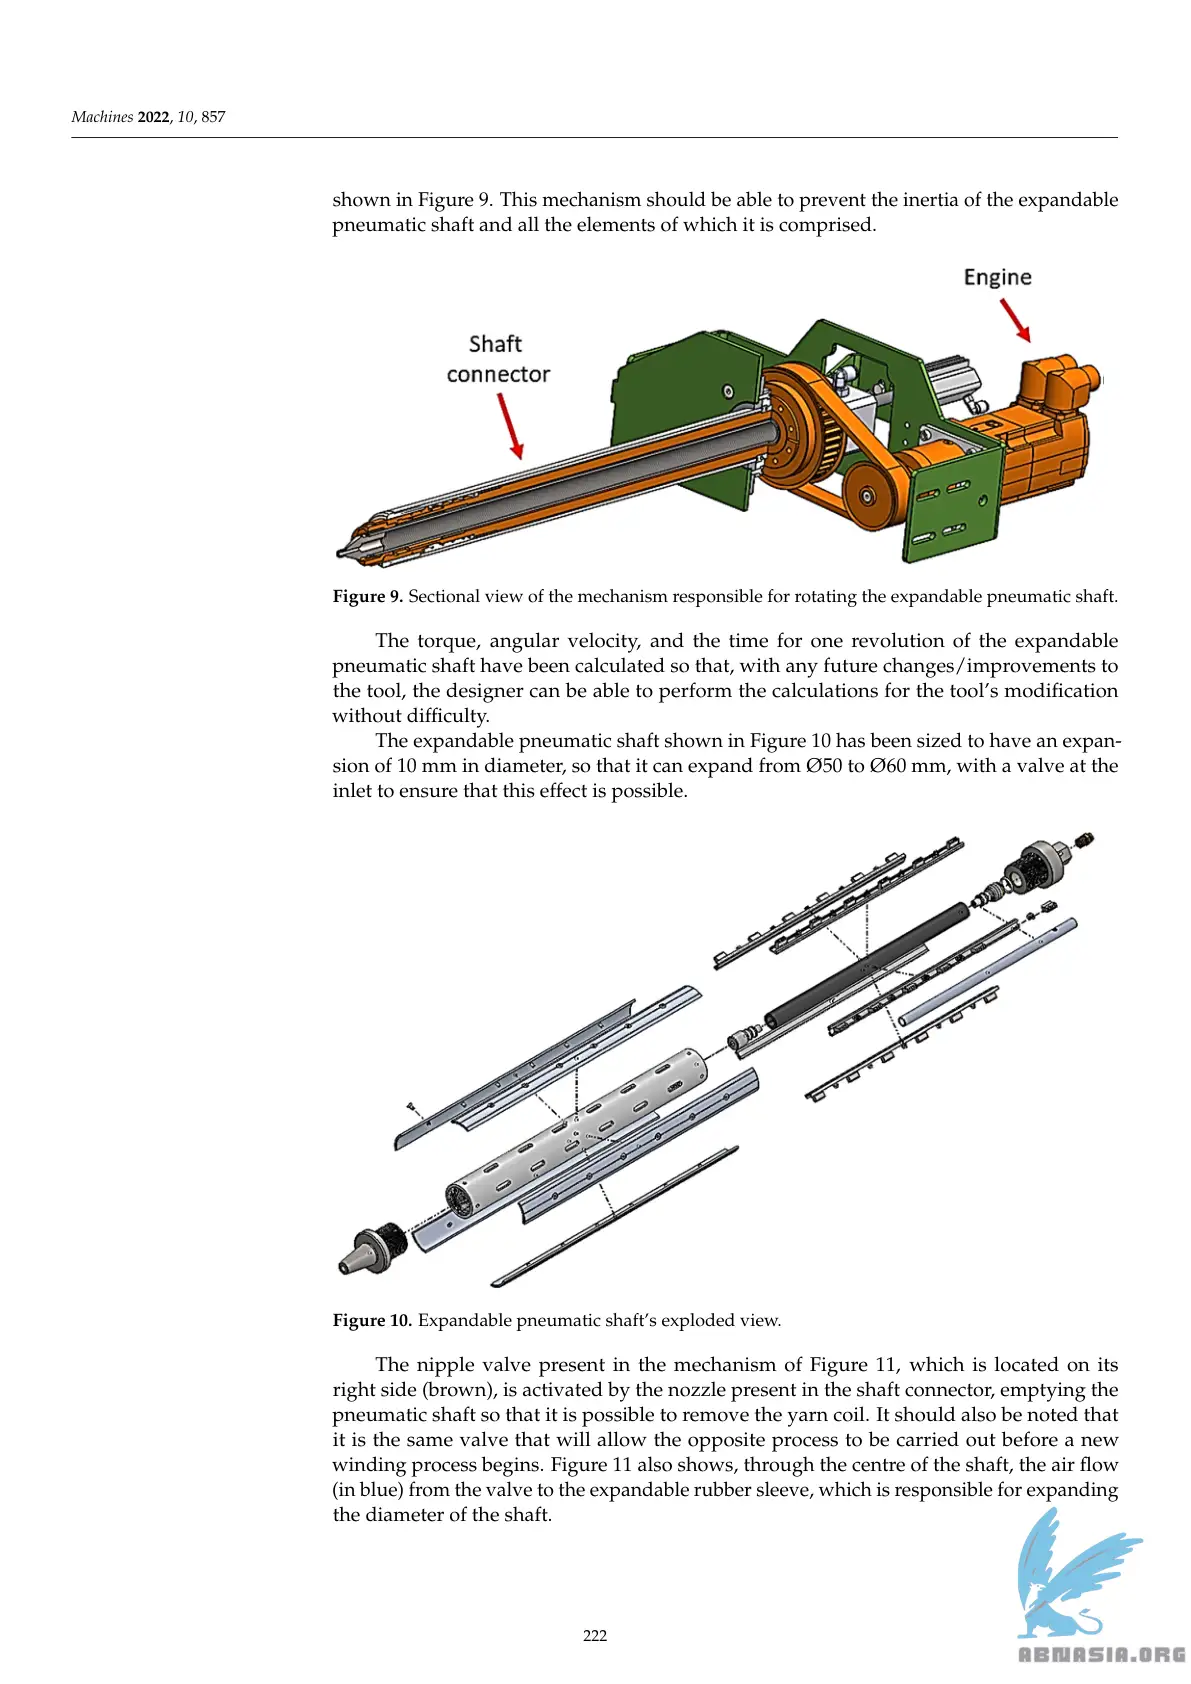 Machines 2022, 10, 857
shown in Figure 9. This mechanism should be able to prevent the inertia of the expandable
pneumatic shaft and all the elements of which it is comprised.
Engine
Shaft
connector
Figure 9. Sectional view of the mechanism responsible for rotating the expandable pneumatic shaft.
The torque, angular velocity, and the time for one revolution of the expandable
pneumatic shaft have been calculated so that, with any future changes/improvements to
the tool, the designer can be able to perform the calculations for the tool's modification
without difficulty.
The expandable pneumatic shaft shown in Figure 10 has been sized to have an expan-
sion of 10 mm in diameter, so that it can expand from Ø50 to Ø60 mm, with a valve at the
inlet to ensure that this effect is possible.
Figure 10. Expandable pneumatic shaft's exploded view.
The nipple valve present in the mechanism of Figure 11, which is located on its
right side (brown), is activated by the nozzle present in the shaft connector, emptying the
pneumatic shaft so that it is possible to remove the yarn coil. It should also be noted that
it is the same valve that will allow the opposite process to be carried out before a new
winding process begins. Figure 11 also shows, through the centre of the shaft, the air flow
(in blue) from the valve to the expandable rubber sleeve, which is responsible for expanding
the diameter of the shaft.
222
ABNASIA.ORG